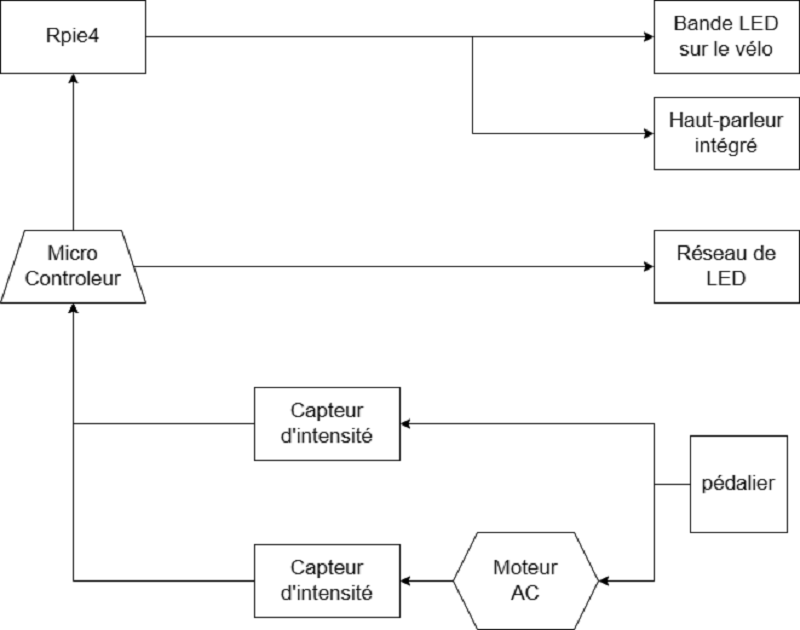 Rpie4
Bande LED
sur le vélo
Haut-parleur
intégré
Micro
Controleur
Réseau de
LED
Capteur
d'intensité
pédalier
Capteur
d'intensité
Moteur
AC